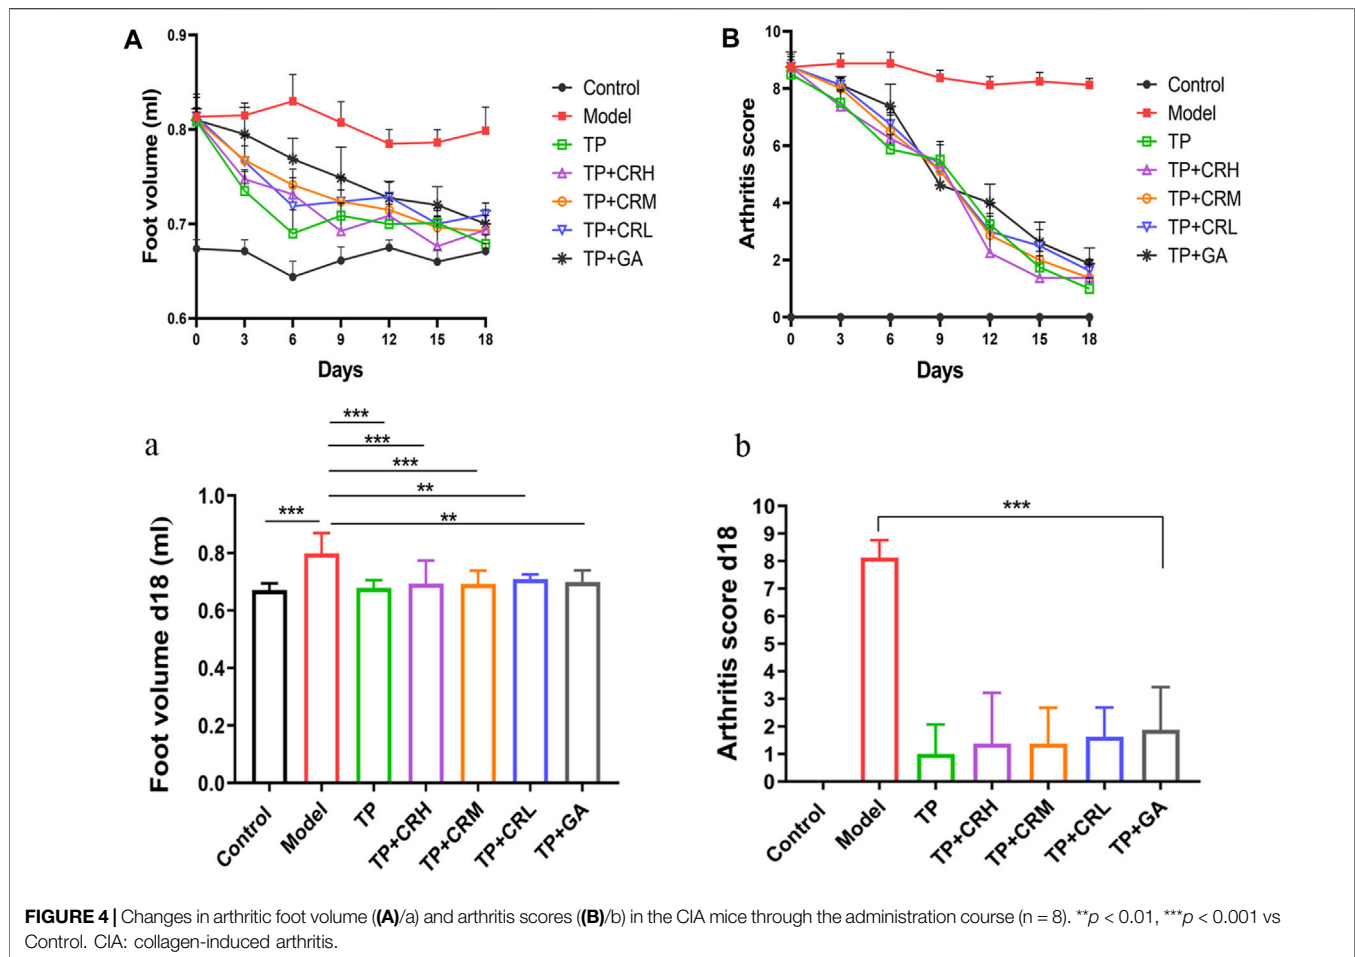 A
0.9
0.8
0.7
0.6
Foot volume (ml)
0 3 6 9 12 15 18
Days
Control
Model
TP
TP+CRH
TP+CRM
TP+CRL
TP+GA
B
10
8
6
4
2
0
Arthritis score
0 3 6 9 12 15 18
Days
Control
Model
TP
TP+CRH
TP+CRM
TP+CRL
TP+GA
a
***
***
***
**
***
**
1.0
0.8
0.6
0.4
0.2
0.0
Foot volume d18 (ml)
Control Model TP TP+CRH TP+CRM TP+CRL TP+GA
b
***
10
9
8
7
6
5
4
3
2
1
0
Arthritis score d18
Control Model TP TP+CRH TP+CRM TP+CRL TP+GA
FIGURE 4 | Changes in arthritic foot volume ((A)/a) and arthritis scores ((B)/b) in the CIA mice through the administration course (n = 8). **p < 0.01, ***p < 0.001 vs
Control. CIA: collagen-induced arthritis.